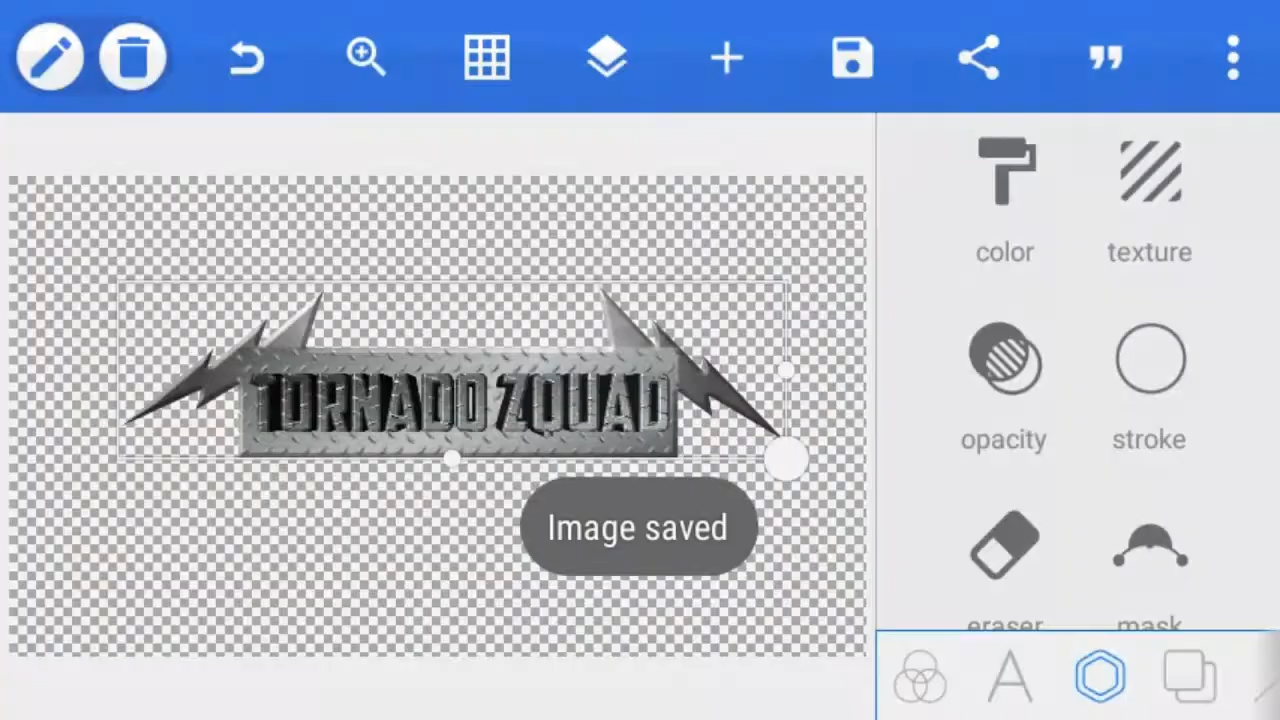 color texture
TORNADO ZQUAD
opacity stroke
Image saved
eraser mask